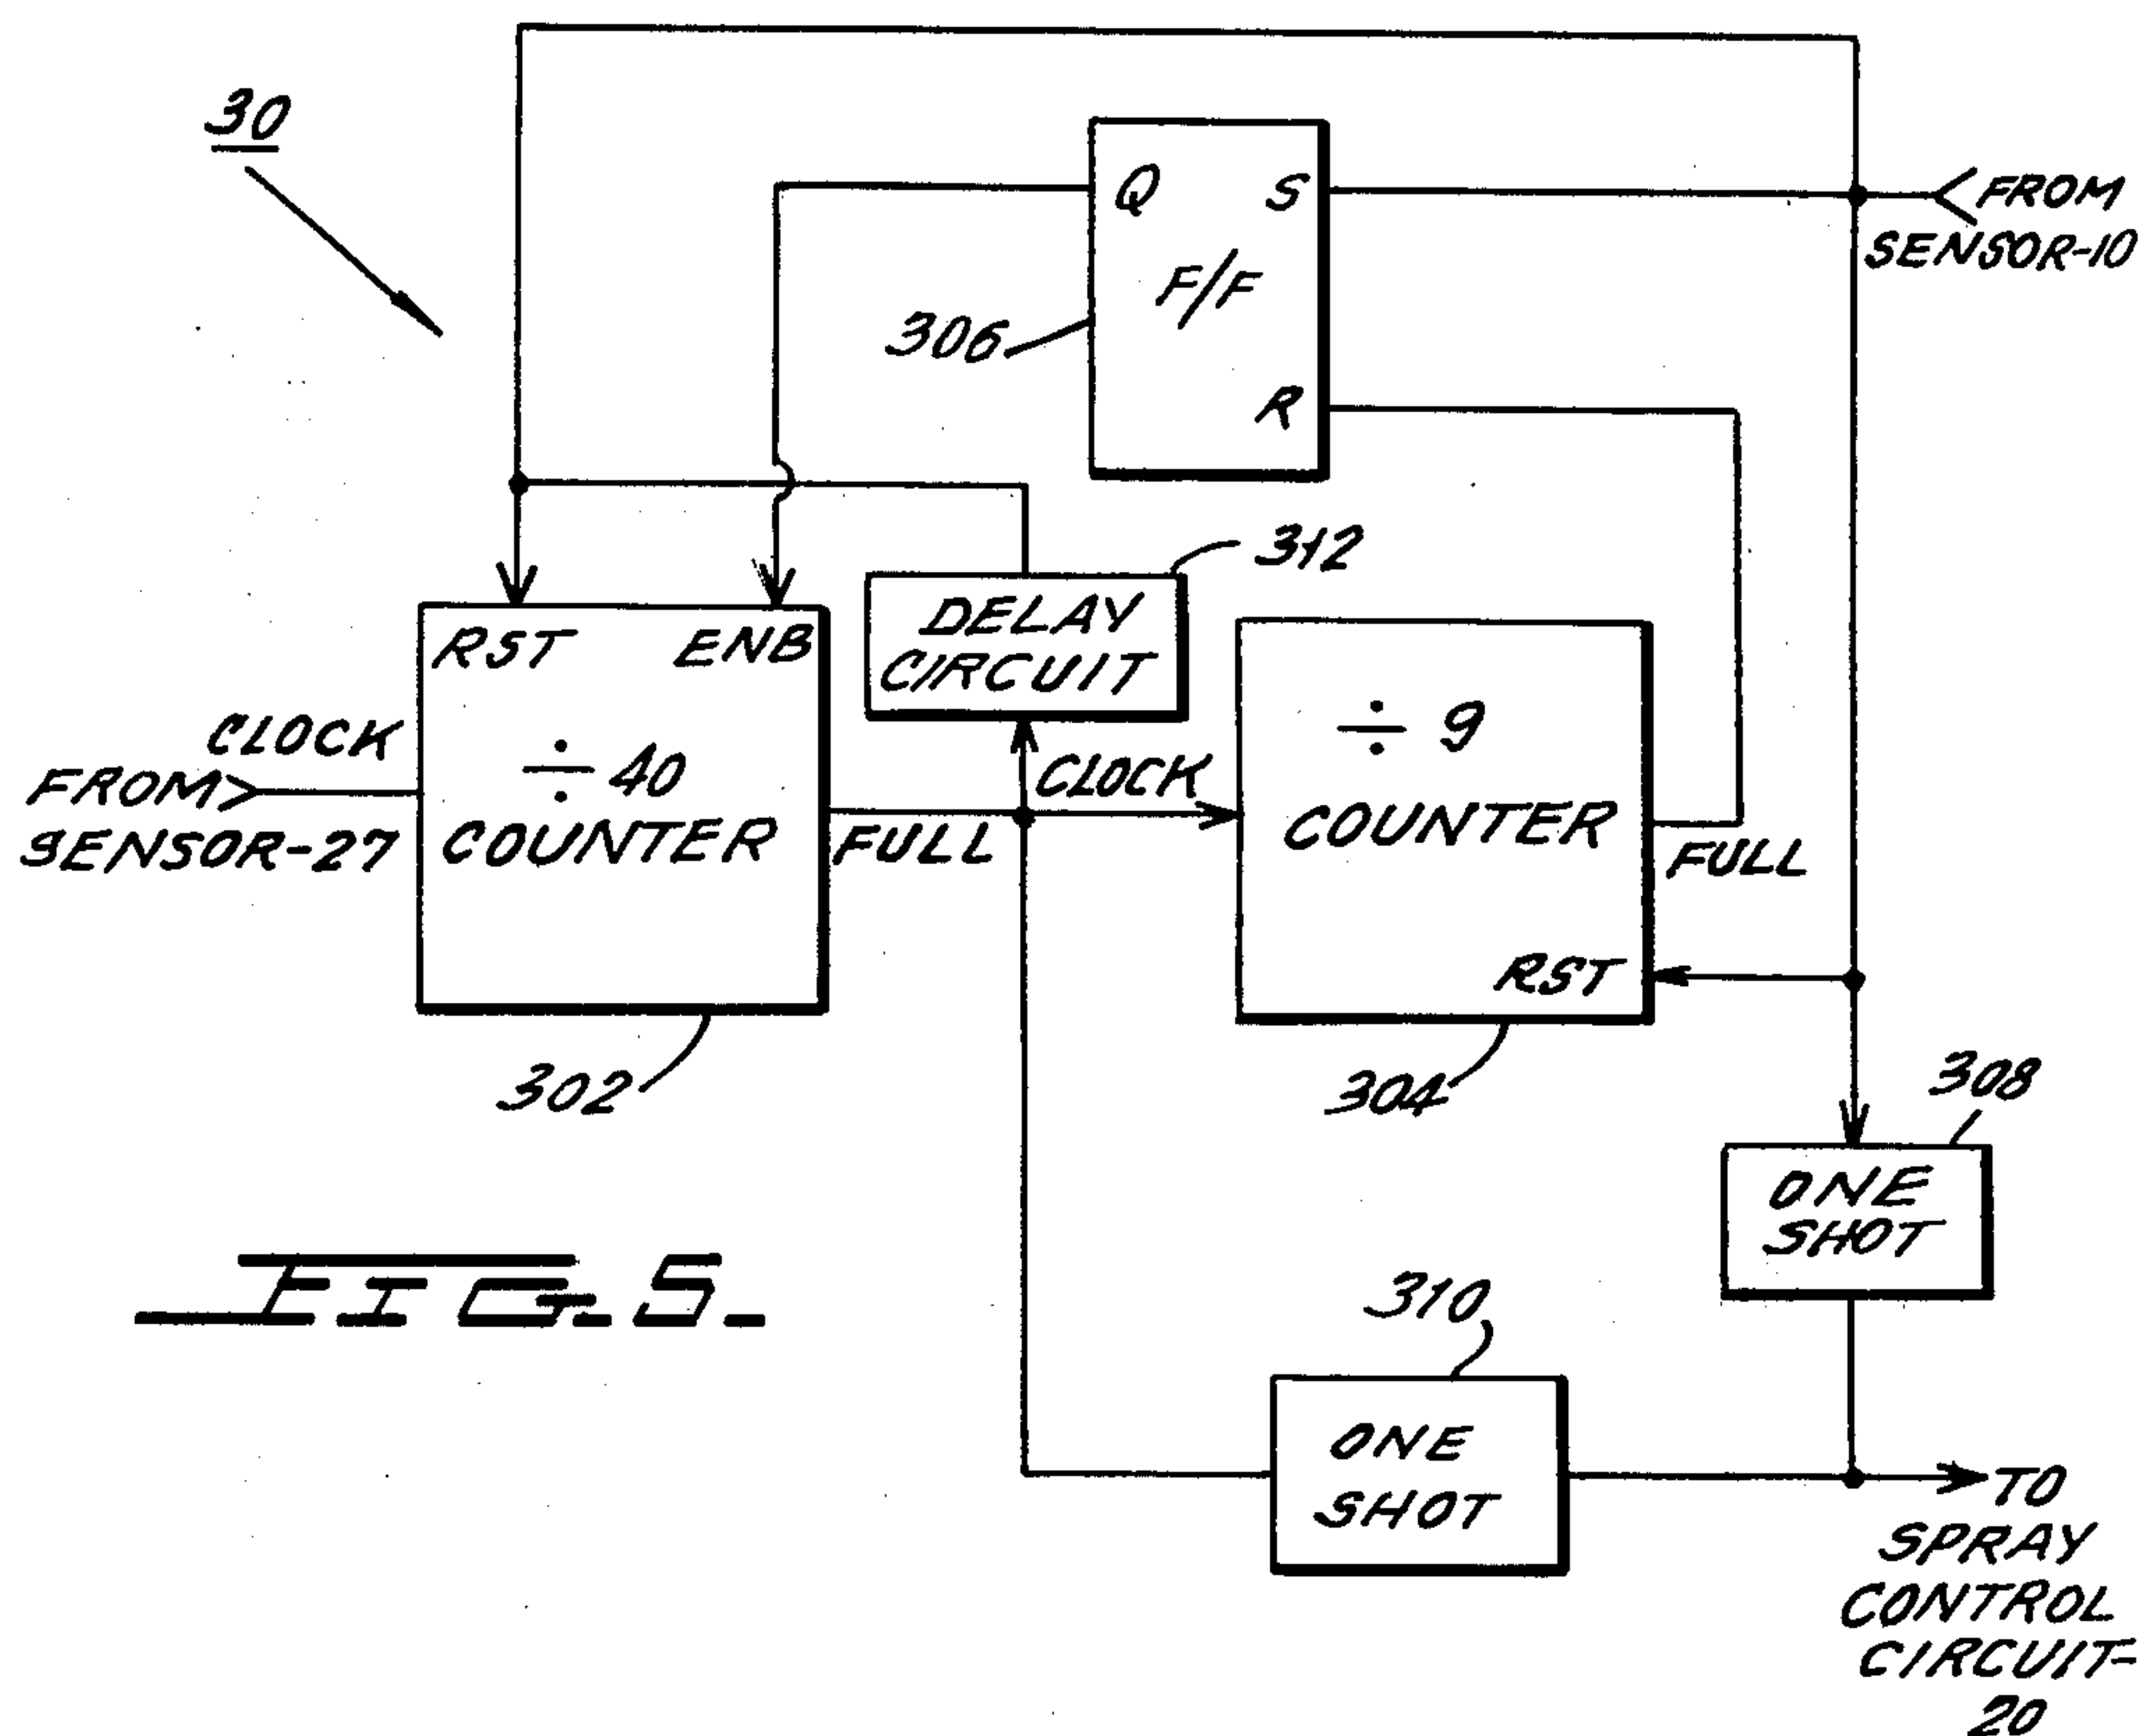 30
Q
S
F/F
R
306
FROM
SENSOR-10
312
DELAY
CIRCUIT
RST
ENB
÷ 40
COUNTER
CLOCK
FROM
SENSOR-27
FULL
CLOCK
÷ 9
COUNTER
FULL
RST
302
304
308
ONE
SHOT
310
ONE
SHOT
TO
SPRAY
CONTROL
CIRCUIT-
20
FIG. 5.